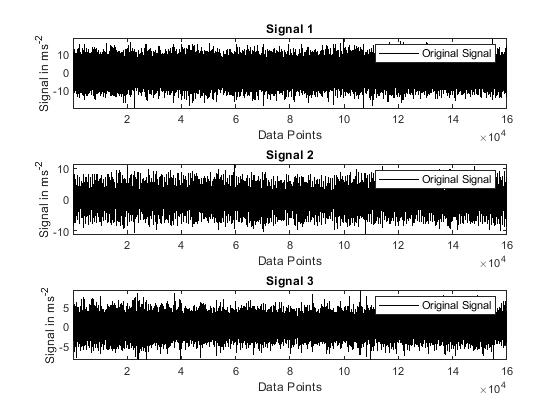 Signal 1
Signal in ms-2
10
0
-10
Original Signal
2 4 6 8 10 12 14 16
Data Points
×10^4
Signal 2
Signal in ms-2
10
0
-10
Original Signal
2 4 6 8 10 12 14 16
Data Points
×10^4
Signal 3
Signal in ms-2
5
0
-5
Original Signal
2 4 6 8 10 12 14 16
Data Points
×10^4